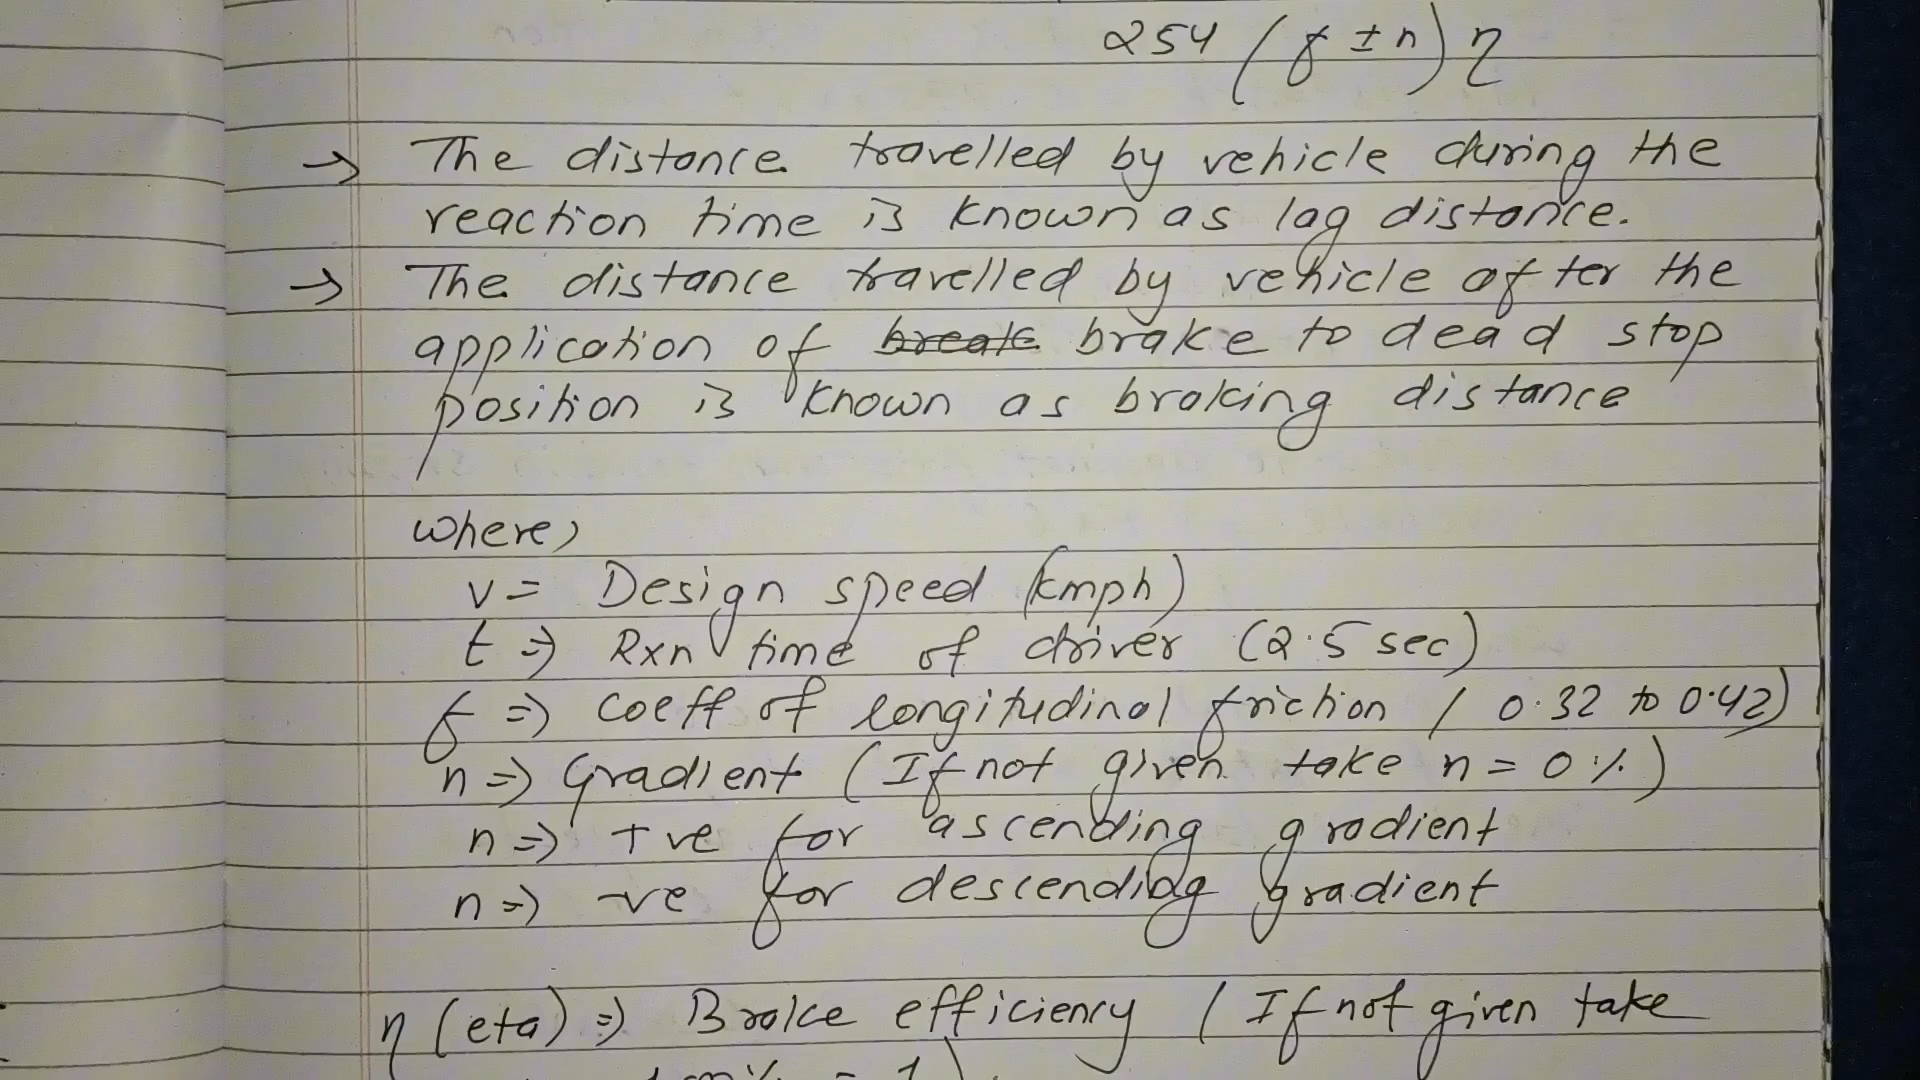 254 (f ± n) η
→ The distance travelled by vehicle during the
reaction time is known as lag distance.
→ The distance travelled by vehicle after the
application of break brake to dead stop
position is known as braking distance
where,
v = Design speed (kmph)
t ⇒ Rxn time of driver (2.5 sec)
f ⇒ coeff of longitudinal friction ( 0.32 to 0.42)
n ⇒ Gradient (If not given take n = 0%)
n ⇒ +ve for ascending gradient
n ⇒ -ve for descending gradient
η (eta) ⇒ Brake efficiency (If not given take
100% = 1).